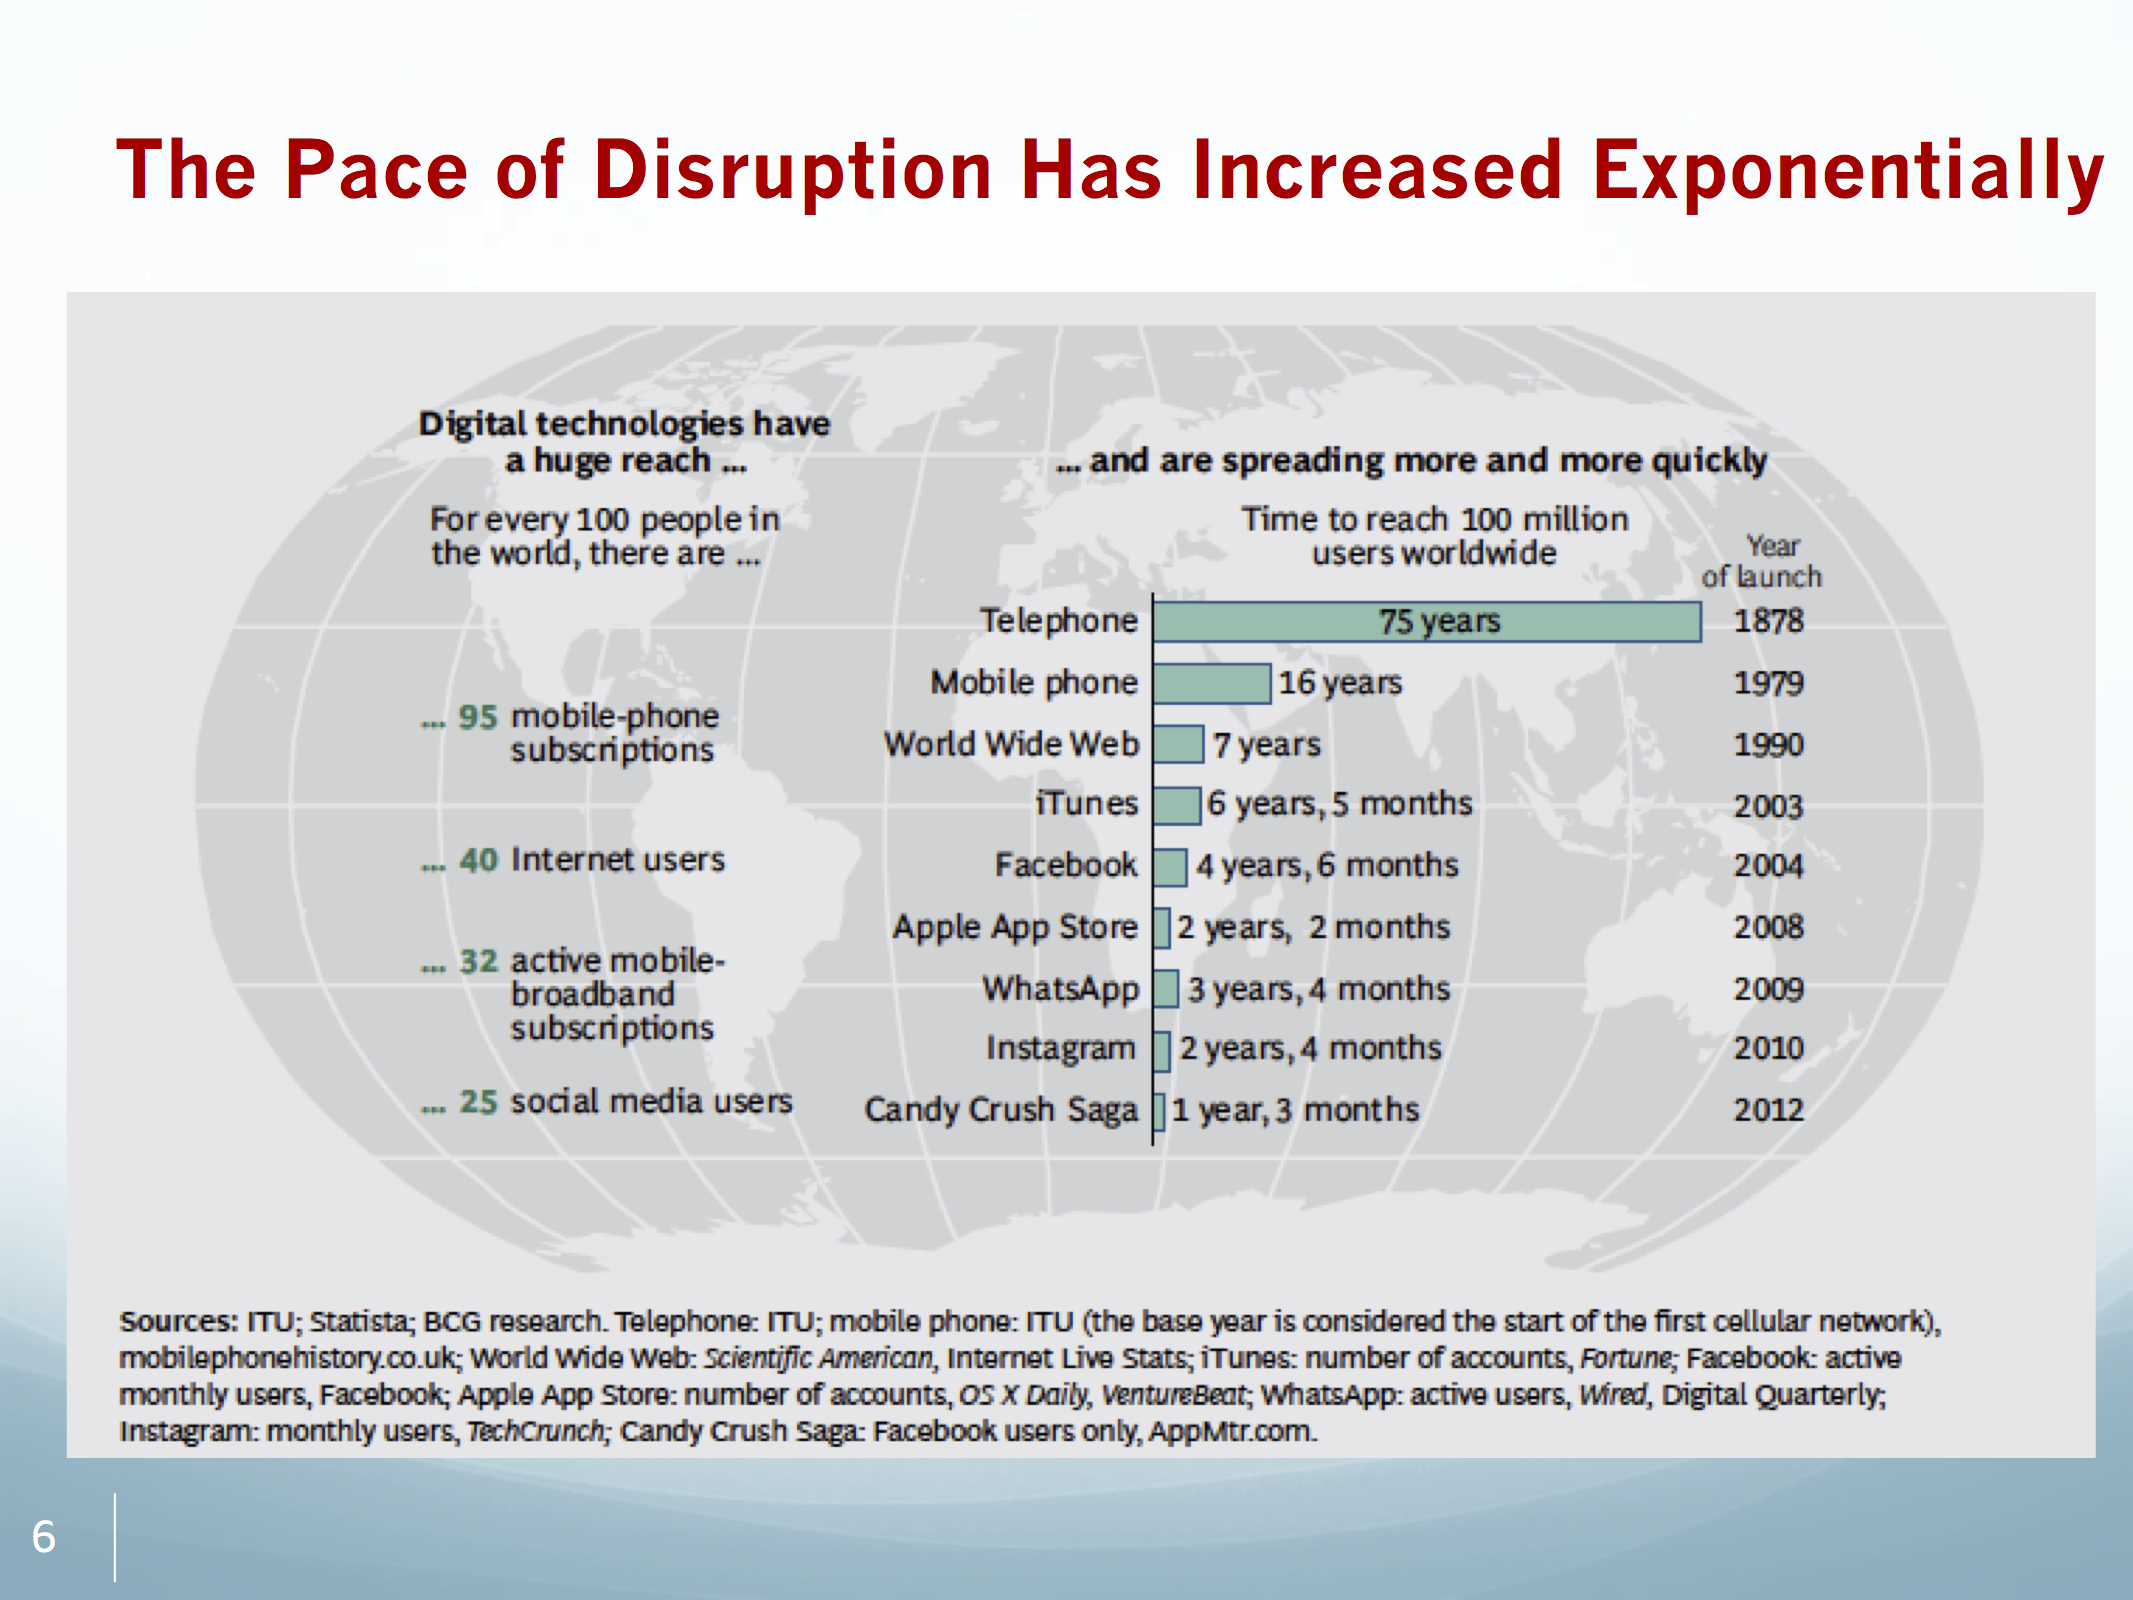 The Pace of Disruption Has Increased Exponentially
Digital technologies have
a huge reach ...
For every 100 people in
the world, there are ...
... 95 mobile-phone
subscriptions
... 40 Internet users
... 32 active mobile-
broadband
subscriptions
... 25 social media users
... and are spreading more and more quickly
Time to reach 100 million
users worldwide
Year
of launch
Telephone 75 years 1878
Mobile phone 16 years 1979
World Wide Web 7 years 1990
iTunes 6 years, 5 months 2003
Facebook 4 years, 6 months 2004
Apple App Store 2 years, 2 months 2008
WhatsApp 3 years, 4 months 2009
Instagram 2 years, 4 months 2010
Candy Crush Saga 1 year, 3 months 2012
Sources: ITU; Statista; BCG research. Telephone: ITU; mobile phone: ITU (the base year is considered the start of the first cellular network),
mobilephonehistory.co.uk; World Wide Web: Scientific American, Internet Live Stats; iTunes: number of accounts, Fortune; Facebook: active
monthly users, Facebook; Apple App Store: number of accounts, OS X Daily, VentureBeat; WhatsApp: active users, Wired, Digital Quarterly;
Instagram: monthly users, TechCrunch; Candy Crush Saga: Facebook users only, AppMtr.com.
6